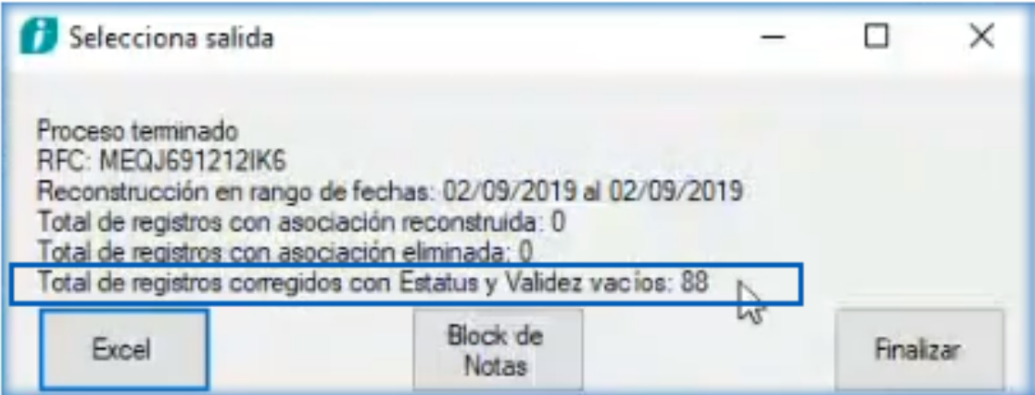 Selecciona salida
Proceso terminado
RFC: MEQJ691212IK6
Reconstrucción en rango de fechas: 02/09/2019 al 02/09/2019
Total de registros con asociación reconstruida: 0
Total de registros con asociación eliminada: 0
Total de registros corregidos con Estatus y Validez vacíos: 88
Excel
Block de
Notas
Finalizar